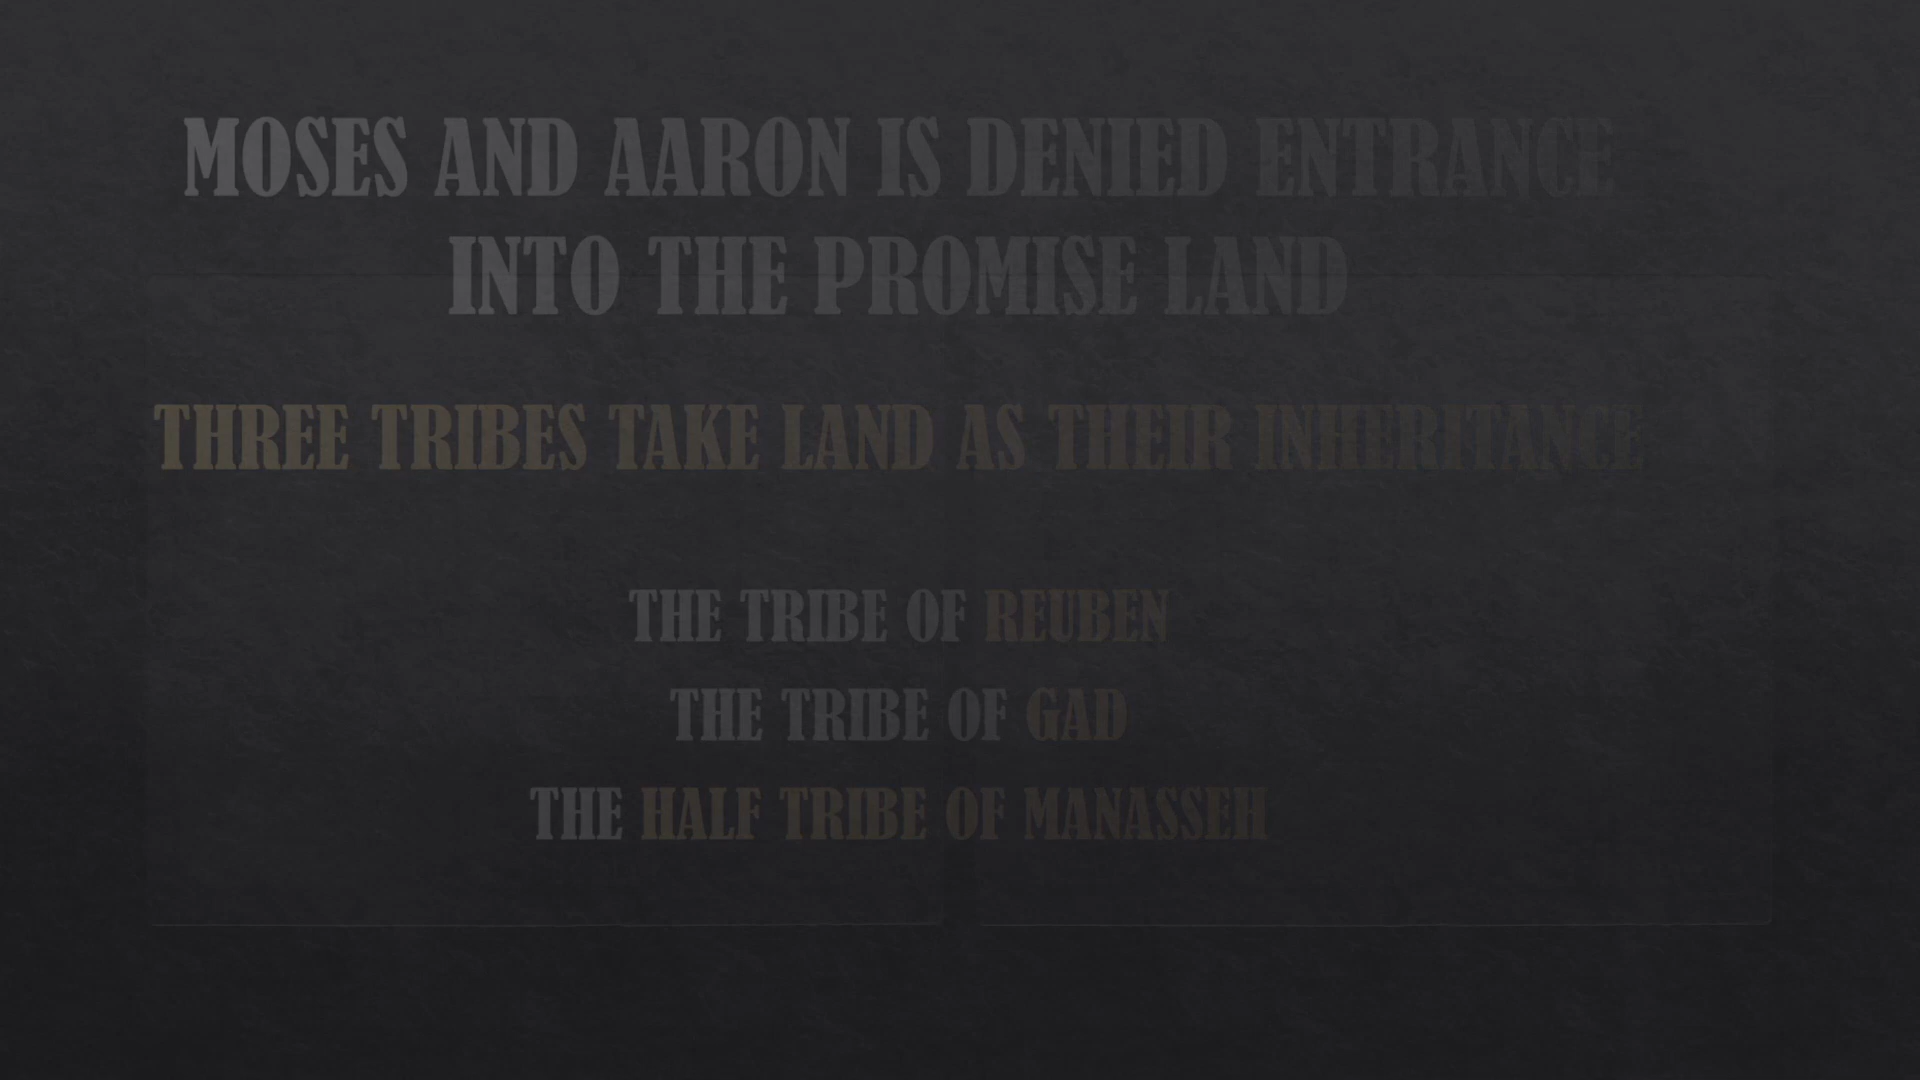 MOSES AND AARON IS DENIED ENTRANCE
INTO THE PROMISE LAND
THREE TRIBES TAKE LAND AS THEIR INHERITANCE
THE TRIBE OF REUBEN
THE TRIBE OF GAD
THE HALF TRIBE OF MANASSEH